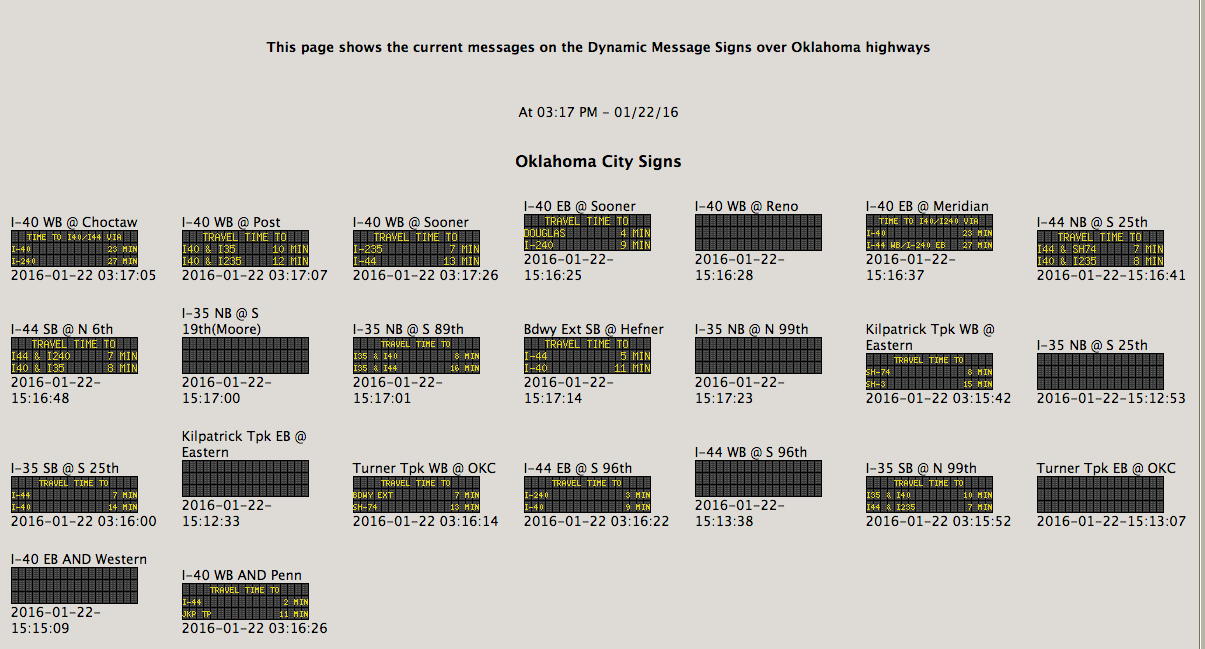 This page shows the current messages on the Dynamic Message Signs over Oklahoma highways
At 03:17 PM - 01/22/16
Oklahoma City Signs
I-40 WB @ Choctaw
TIME TO I40/I44 VIA
I-40 23 MIN
I-240 27 MIN
2016-01-22 03:17:05
I-40 WB @ Post
TRAVEL TIME TO
I40 & I35 10 MIN
I40 & I235 12 MIN
2016-01-22 03:17:07
I-40 WB @ Sooner
TRAVEL TIME TO
I-235 7 MIN
I-44 13 MIN
2016-01-22 03:17:26
I-40 EB @ Sooner
TRAVEL TIME TO
DOUGLAS 4 MIN
I-240 9 MIN
2016-01-22-
15:16:25
I-40 WB @ Reno
2016-01-22-
15:16:28
I-40 EB @ Meridian
TIME TO I40/I240 VIA
I-40 23 MIN
I-44 WB/I-240 EB 27 MIN
2016-01-22-
15:16:37
I-44 NB @ S 25th
TRAVEL TIME TO
I44 & SH74 7 MIN
I40 & I235 8 MIN
2016-01-22-15:16:41
I-44 SB @ N 6th
TRAVEL TIME TO
I44 & I240 7 MIN
I40 & I35 8 MIN
2016-01-22-
15:16:48
I-35 NB @ S
19th(Moore)
2016-01-22-
15:17:00
I-35 NB @ S 89th
TRAVEL TIME TO
I35 & I40 8 MIN
I35 & I44 16 MIN
2016-01-22-
15:17:01
Bdwy Ext SB @ Hefner
TRAVEL TIME TO
I-44 5 MIN
I-40 11 MIN
2016-01-22-
15:17:14
I-35 NB @ N 99th
2016-01-22-
15:17:23
Kilpatrick Tpk WB @
Eastern
TRAVEL TIME TO
SH-74 8 MIN
SH-3 15 MIN
2016-01-22 03:15:42
I-35 NB @ S 25th
2016-01-22-15:12:53
I-35 SB @ S 25th
TRAVEL TIME TO
I-44 7 MIN
I-40 14 MIN
2016-01-22 03:16:00
Kilpatrick Tpk EB @
Eastern
2016-01-22-
15:12:33
Turner Tpk WB @ OKC
TRAVEL TIME TO
BDWY EXT 7 MIN
SH-74 13 MIN
2016-01-22 03:16:14
I-44 EB @ S 96th
TRAVEL TIME TO
I-240 3 MIN
I-40 9 MIN
2016-01-22 03:16:22
I-44 WB @ S 96th
2016-01-22-
15:13:38
I-35 SB @ N 99th
TRAVEL TIME TO
I35 & I40 10 MIN
I44 & I235 7 MIN
2016-01-22 03:15:52
Turner Tpk EB @ OKC
2016-01-22-15:13:07
I-40 EB AND Western
2016-01-22-
15:15:09
I-40 WB AND Penn
TRAVEL TIME TO
I-44 2 MIN
JKP TP 11 MIN
2016-01-22 03:16:26